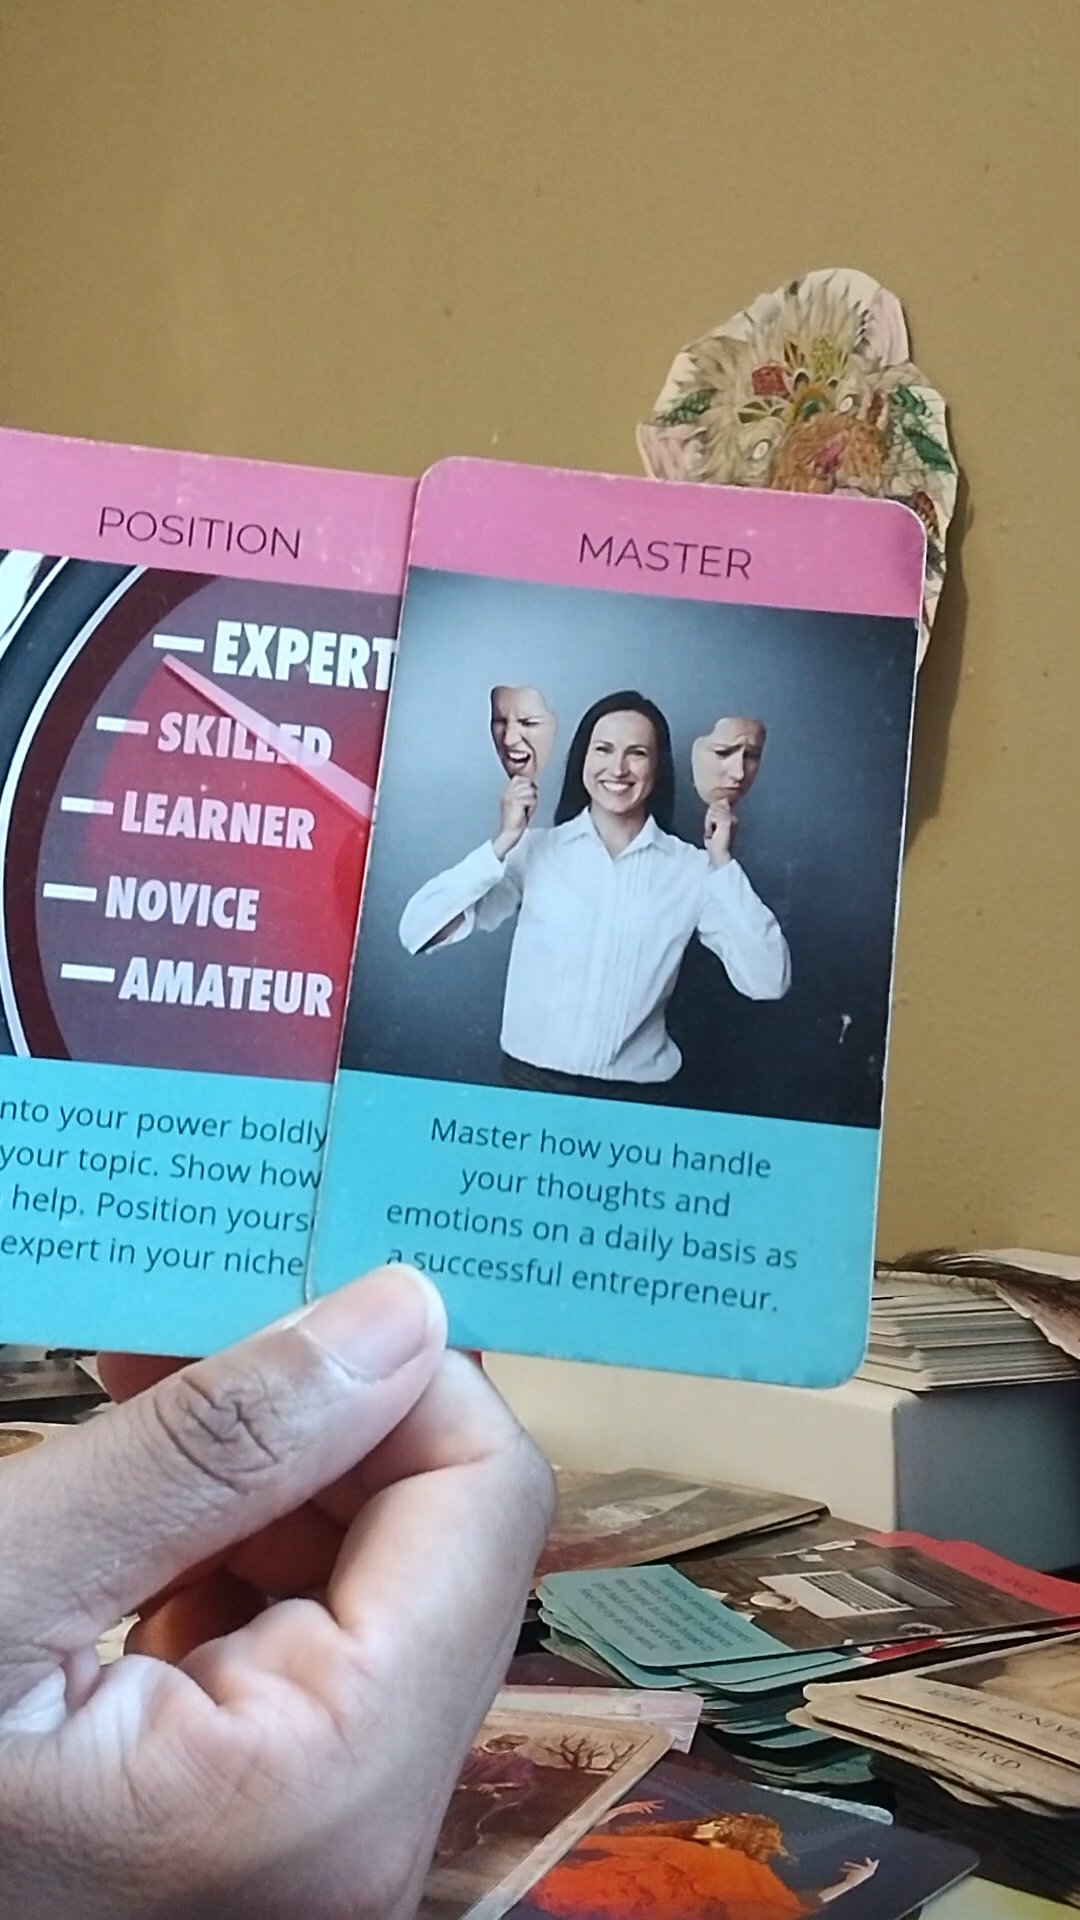 POSITION
EXPERT
SKILLED
LEARNER
NOVICE
AMATEUR
nto your power boldly
your topic. Show how
help. Position yours
expert in your niche
MASTER
Master how you handle
your thoughts and
emotions on a daily basis as
a successful entrepreneur.
DR. BUZZARD